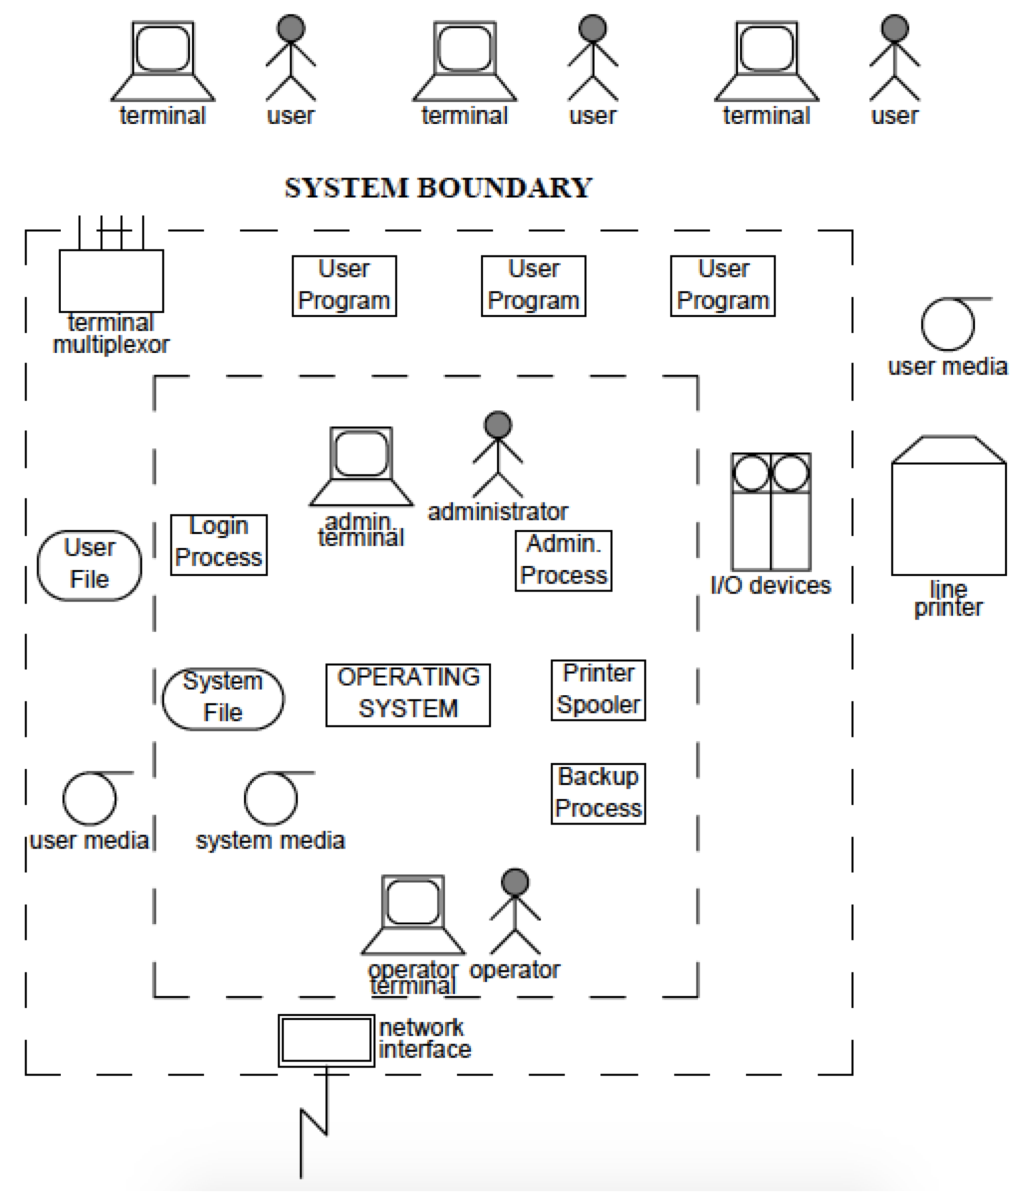 terminal
user
terminal
user
terminal
user
SYSTEM BOUNDARY
terminal
multiplexor
User
Program
User
Program
User
Program
user media
admin.
terminal
administrator
Login
Process
Admin.
Process
User
File
I/O devices
line
printer
System
File
OPERATING
SYSTEM
Printer
Spooler
Backup
Process
user media
system media
operator
terminal
operator
network
interface